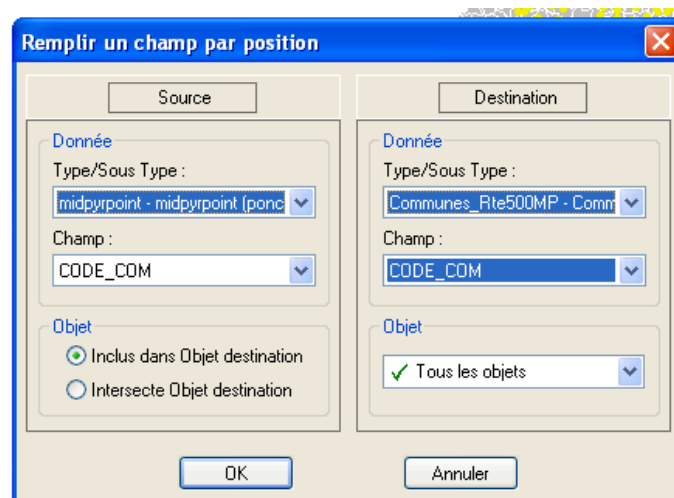 Remplir un champ par position
Source
Donnée
Type/Sous Type :
midpyrpoint - midpyrpoint (ponc
Champ :
CODE_COM
Objet
Inclus dans Objet destination
Intersecte Objet destination
Destination
Donnée
Type/Sous Type :
Communes_Rte500MP - Comm
Champ :
CODE_COM
Objet
Tous les objets
OK
Annuler